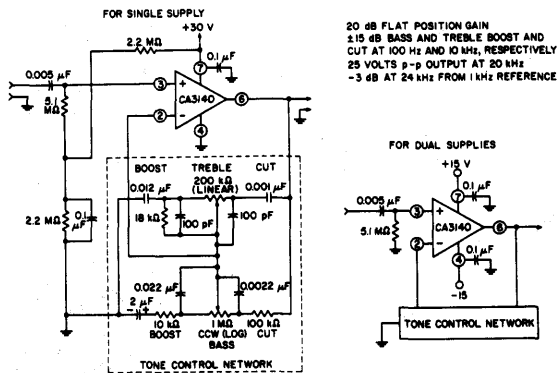 FOR SINGLE SUPPLY
+30 V
2.2 MΩ
0.1 µF
7
0.005 µF
3
+
CA3140
6
2
−
5.1 MΩ
4
BOOST
TREBLE
CUT
200 kΩ
(LINEAR)
0.012 µF
0.001 µF
18 kΩ
100 pF
100 pF
2.2 MΩ
0.1 µF
0.022 µF
0.0022 µF
2 µF
− +
10 kΩ
BOOST
1 MΩ
CCW (LOG)
BASS
100 kΩ
CUT
TONE CONTROL NETWORK
20 dB FLAT POSITION GAIN
±15 dB BASS AND TREBLE BOOST AND
CUT AT 100 Hz AND 10 kHz, RESPECTIVELY
25 VOLTS p-p OUTPUT AT 20 kHz
-3 dB AT 24 kHz FROM 1 kHz REFERENCE
FOR DUAL SUPPLIES
+15 V
0.1 µF
7
0.005 µF
3
+
CA3140
6
5.1 MΩ
2
−
4
0.1 µF
-15
TONE CONTROL
NETWORK